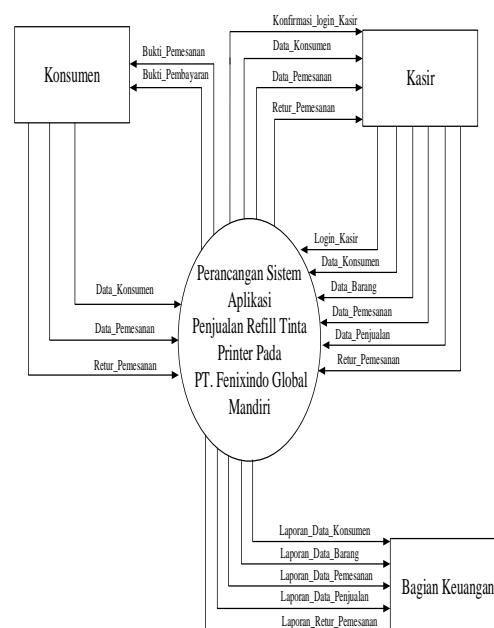 Konfirmasi_login_Kasir
Data_Konsumen
Data_Pemesanan
Retur_Pemesanan
Bukti_Pemesanan
Bukti_Pembayaran
Konsumen
Kasir
Login_Kasir
Data_Konsumen
Data_Barang
Data_Pemesanan
Data_Penjualan
Retur_Pemesanan
Data_Konsumen
Data_Pemesanan
Retur_Pemesanan
Perancangan Sistem
Aplikasi
Penjualan Refill Tinta
Printer Pada
PT. Fenixindo Global
Mandiri
Laporan_Data_Konsumen
Laporan_Data_Barang
Laporan_Data_Pemesanan
Laporan_Data_Penjualan
Laporan_Retur_Pemesanan
Bagian Keuangan